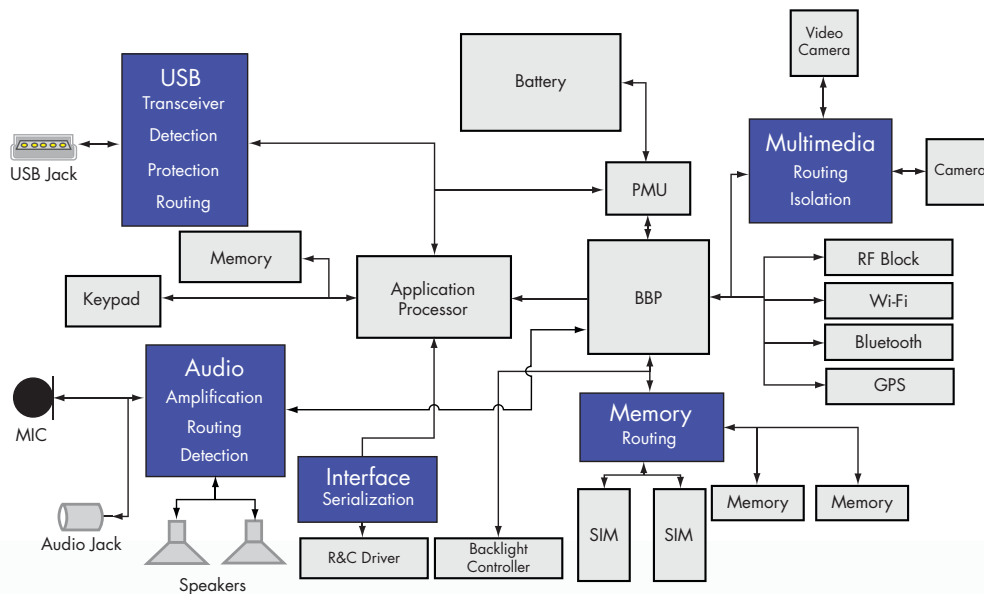 USB
Transceiver
Detection
Protection
Routing
USB Jack
Battery
Video
Camera
Multimedia
Routing
Isolation
Camera
PMU
Memory
Keypad
Application
Processor
BBP
RF Block
Wi-Fi
Bluetooth
GPS
Audio
Amplification
Routing
Detection
MIC
Audio Jack
Speakers
Interface
Serialization
R&C Driver
Backlight
Controller
Memory
Routing
SIM
SIM
Memory
Memory